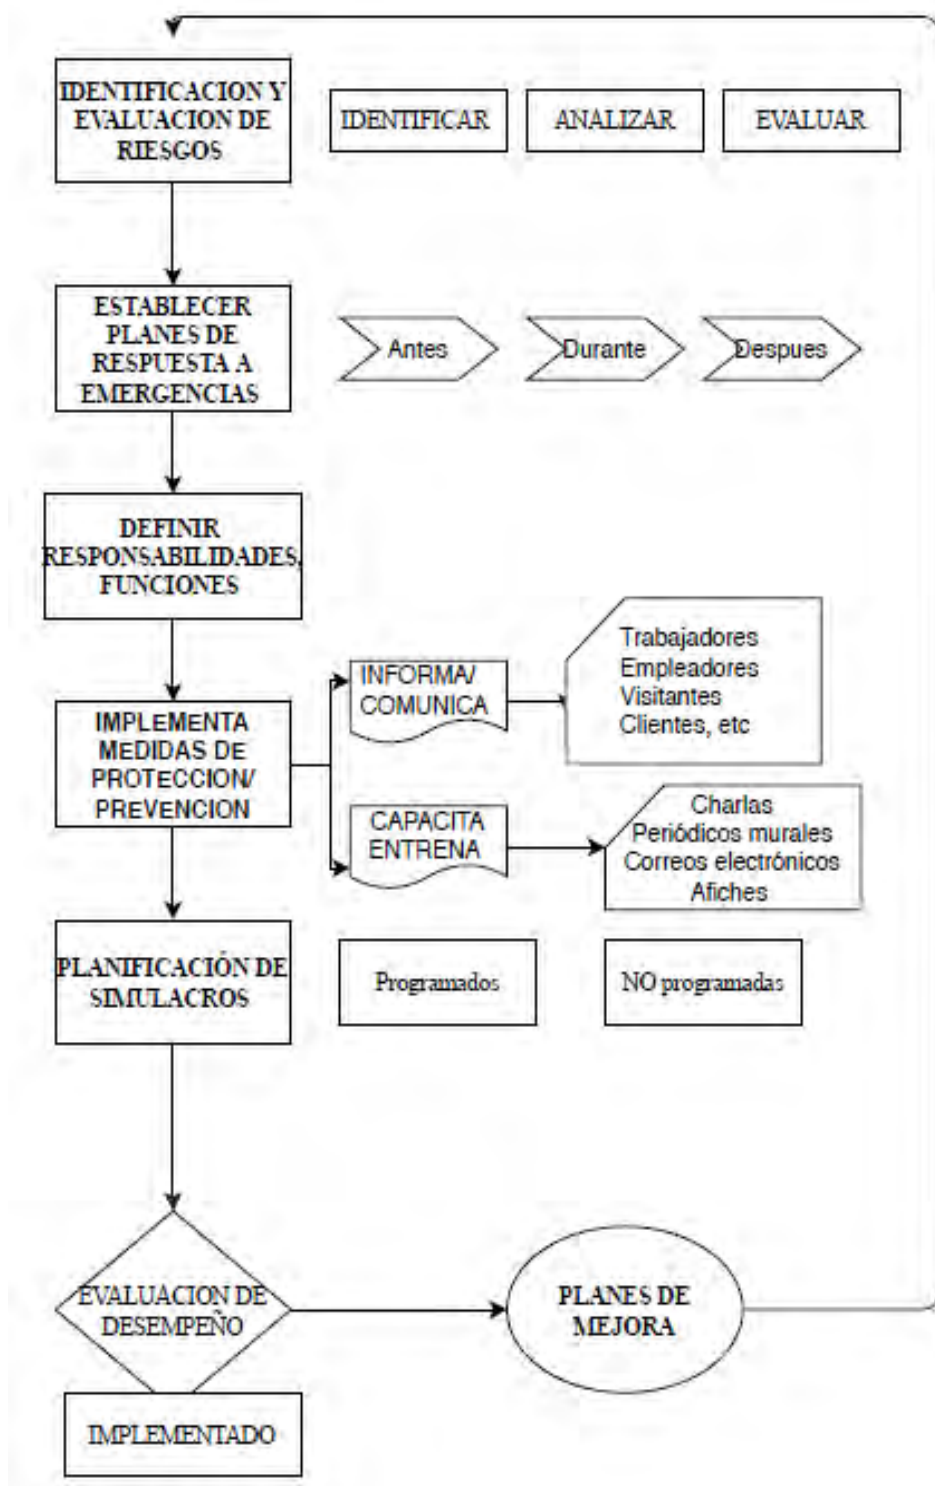 IDENTIFICACION Y
EVALUACION DE
RIESGOS
IDENTIFICAR
ANALIZAR
EVALUAR
ESTABLECER
PLANES DE
RESPUESTA A
EMERGENCIAS
Antes
Durante
Despues
DEFINIR
RESPONSABILIDADES,
FUNCIONES
IMPLEMENTA
MEDIDAS DE
PROTECCION/
PREVENCION
INFORMA/
COMUNICA
Trabajadores
Empleadores
Visitantes
Clientes, etc
CAPACITA
ENTRENA
Charlas
Periódicos murales
Correos electrónicos
Afiches
PLANIFICACIÓN DE
SIMULACROS
Programados
NO programadas
EVALUACION DE
DESEMPEÑO
PLANES DE
MEJORA
IMPLEMENTADO